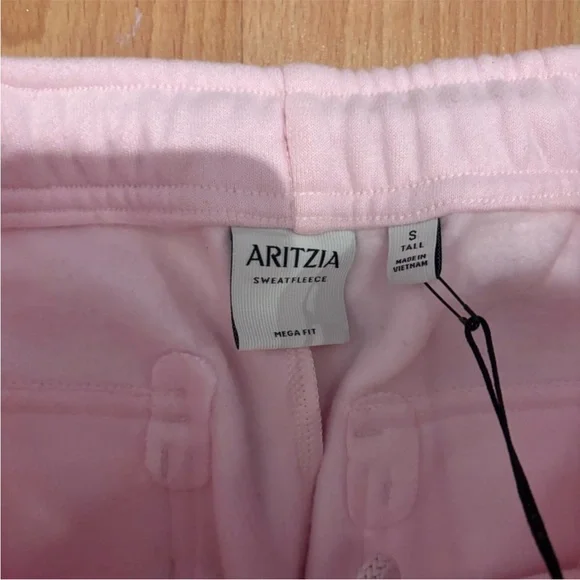 ARITZIA
SWEATFLEECE
MEGA FIT
S
TALL
MADE IN
VIETNAM